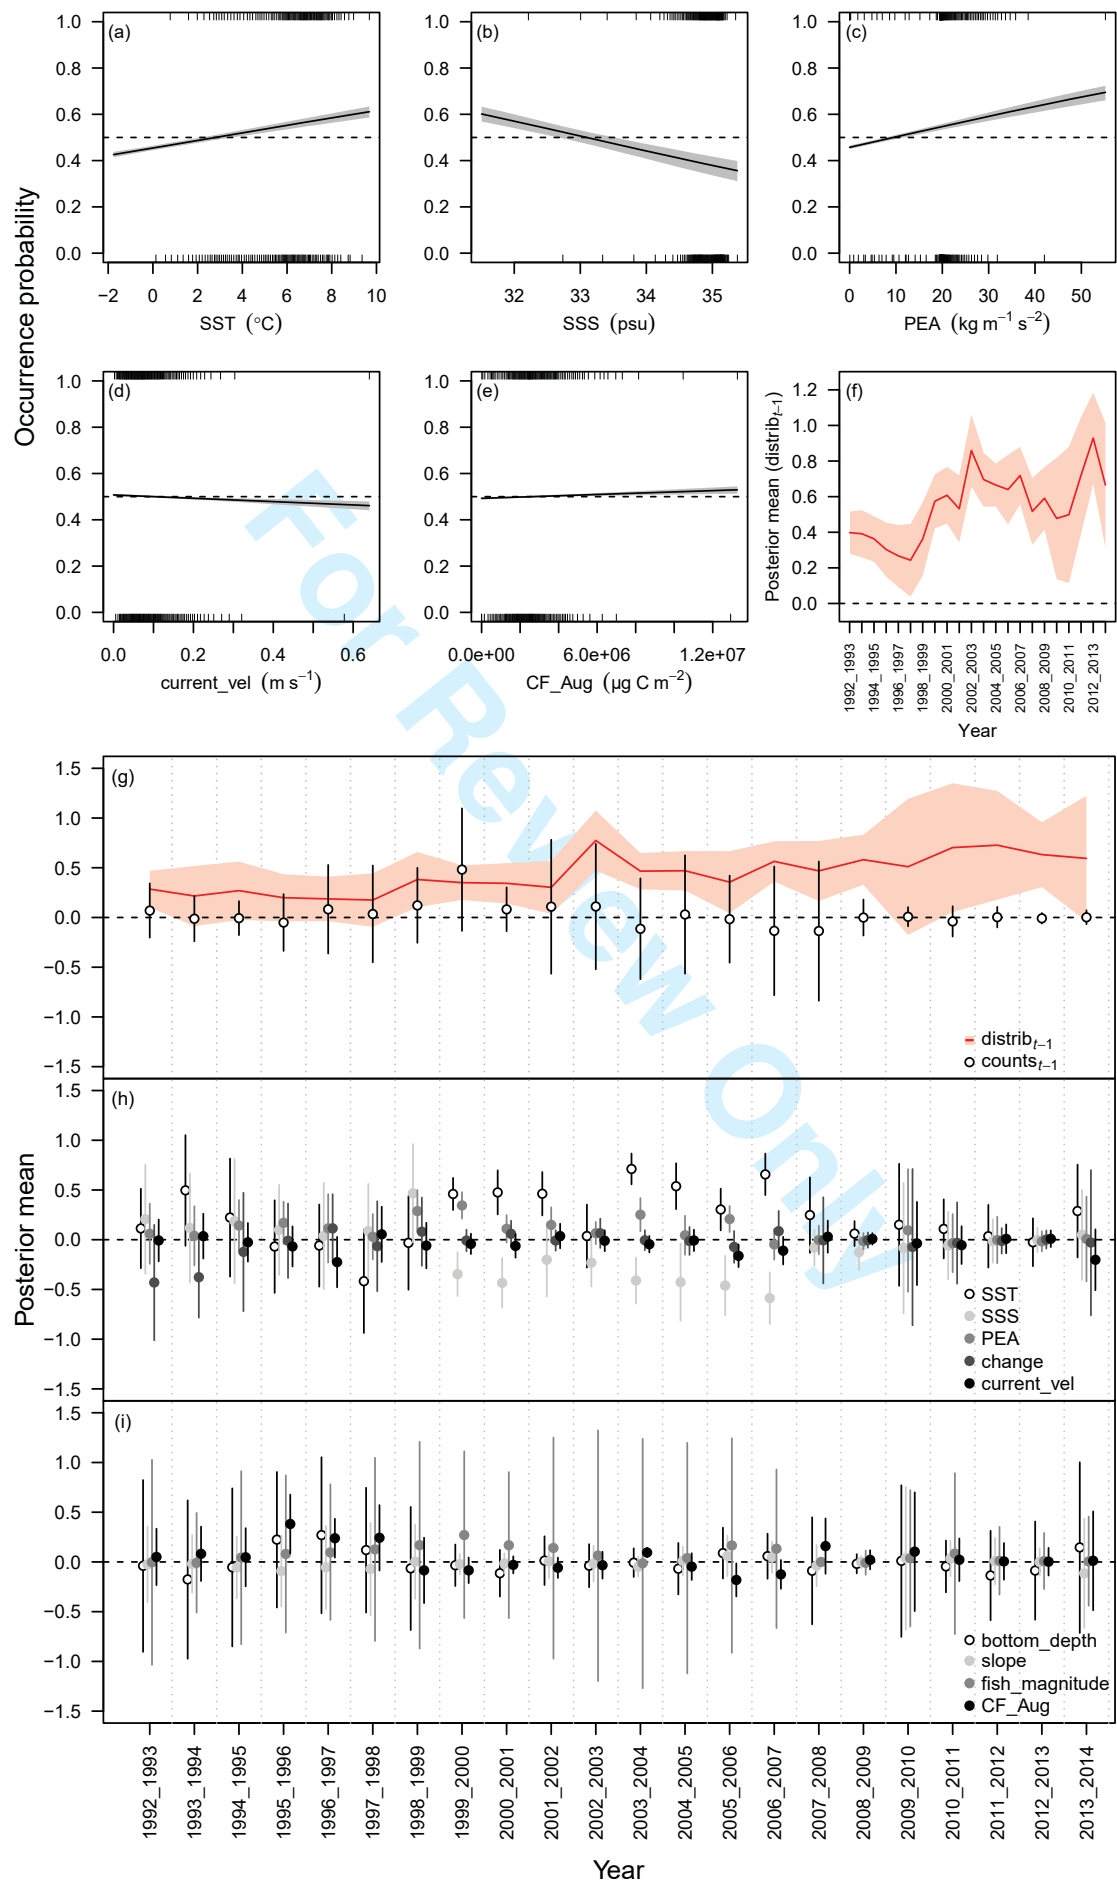 Occurrence probability
(a)
1.0
0.8
0.6
0.4
0.2
0.0
−2 0 2 4 6 8 10
SST (°C)
(b)
1.0
0.8
0.6
0.4
0.2
0.0
32 33 34 35
SSS (psu)
(c)
1.0
0.8
0.6
0.4
0.2
0.0
0 10 20 30 40 50
PEA (kg m−1 s−2)
(d)
1.0
0.8
0.6
0.4
0.2
0.0
0.0 0.2 0.4 0.6
current_vel (m s−1)
(e)
1.0
0.8
0.6
0.4
0.2
0.0
0.0e+00 6.0e+06 1.2e+07
CF_Aug (µg C m−2)
(f)
Posterior mean (distribt−1)
1.2
1.0
0.8
0.6
0.4
0.2
0.0
1992_1993
1994_1995
1996_1997
1998_1999
2000_2001
2002_2003
2004_2005
2006_2007
2008_2009
2010_2011
2012_2013
Year
For Review Only
Posterior mean
(g)
1.5
1.0
0.5
0.0
−0.5
−1.0
−1.5
distribt−1
countst−1
(h)
1.5
1.0
0.5
0.0
−0.5
−1.0
−1.5
SST
SSS
PEA
change
current_vel
(i)
1.5
1.0
0.5
0.0
−0.5
−1.0
−1.5
bottom_depth
slope
fish_magnitude
CF_Aug
1992_1993
1993_1994
1994_1995
1995_1996
1996_1997
1997_1998
1998_1999
1999_2000
2000_2001
2001_2002
2002_2003
2003_2004
2004_2005
2005_2006
2006_2007
2007_2008
2008_2009
2009_2010
2010_2011
2011_2012
2012_2013
2013_2014
Year